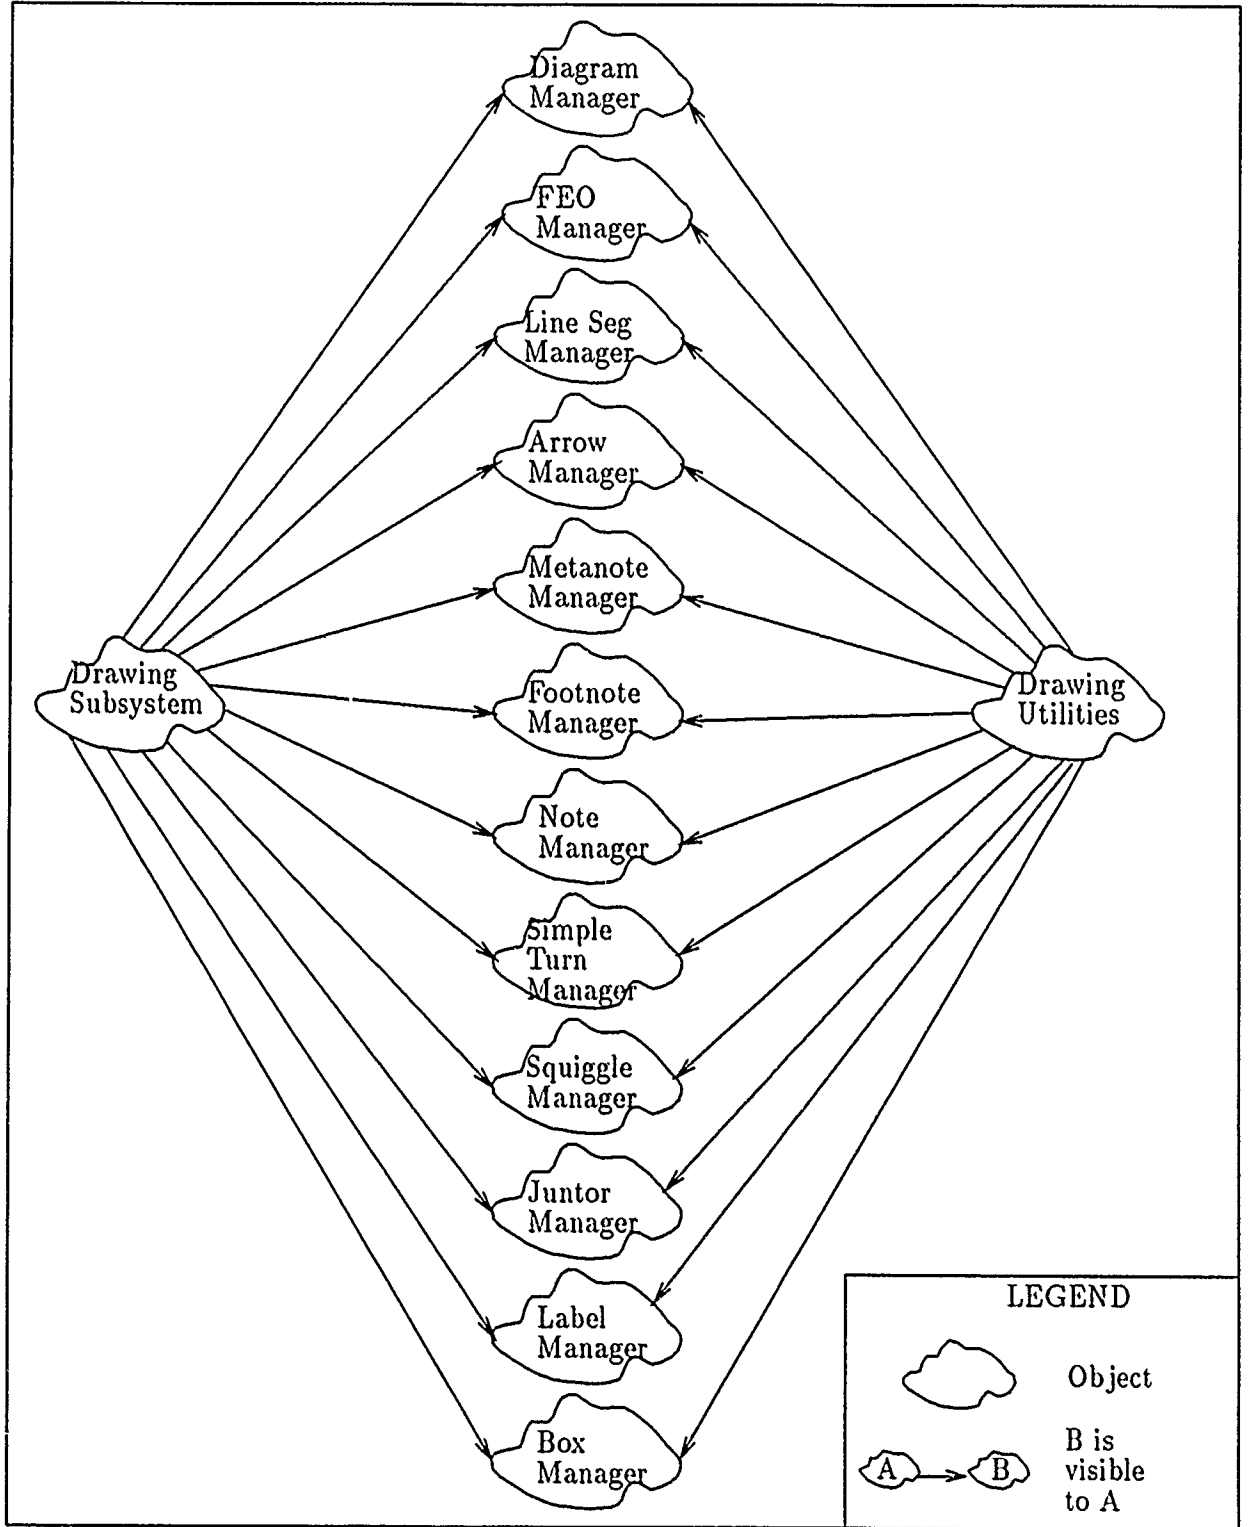 Diagram
Manager
FEO
Manager
Line Seg
Manager
Arrow
Manager
Metanote
Manager
Drawing
Subsystem
Footnote
Manager
Drawing
Utilities
Note
Manager
Simple
Turn
Manager
Squiggle
Manager
Juntor
Manager
Label
Manager
Box
Manager
LEGEND
Object
A
B
B is
visible
to A